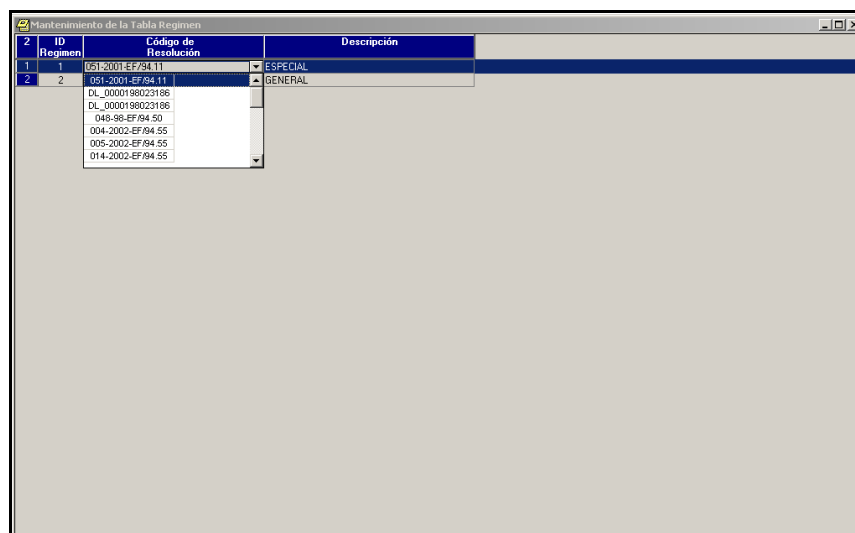 Mantenimiento de la Tabla Regimen
2 ID Regimen Código de Resolución Descripción
1 1 051-2001-EF/94.11 ESPECIAL
2 2 051-2001-EF/94.11 GENERAL
DL_0000198023186
DL_0000198023186
048-98-EF/94.50
004-2002-EF/94.55
005-2002-EF/94.55
014-2002-EF/94.55